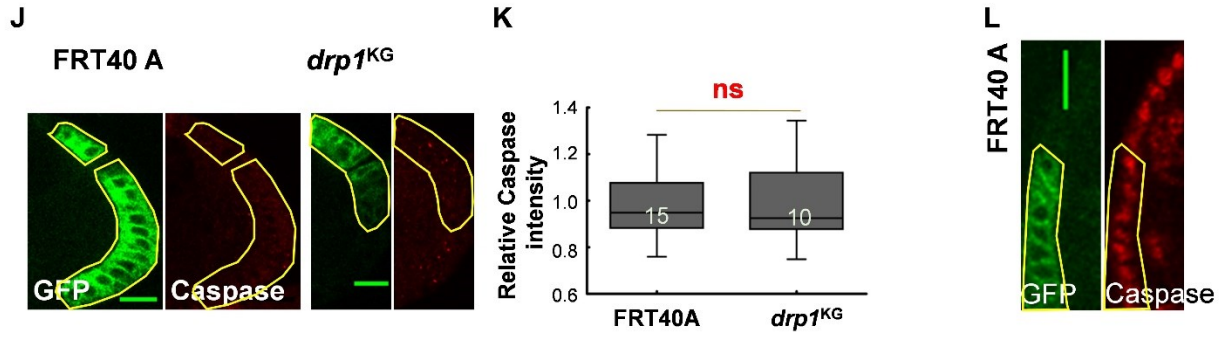 J
FRT40 A
drp1ᴷᴳ
GFP
Caspase
K
ns
Relative Caspase
intensity
1.4
1.2
1.0
0.8
0.6
15
10
FRT40A
drp1ᴷᴳ
L
FRT40 A
GFP
Caspase